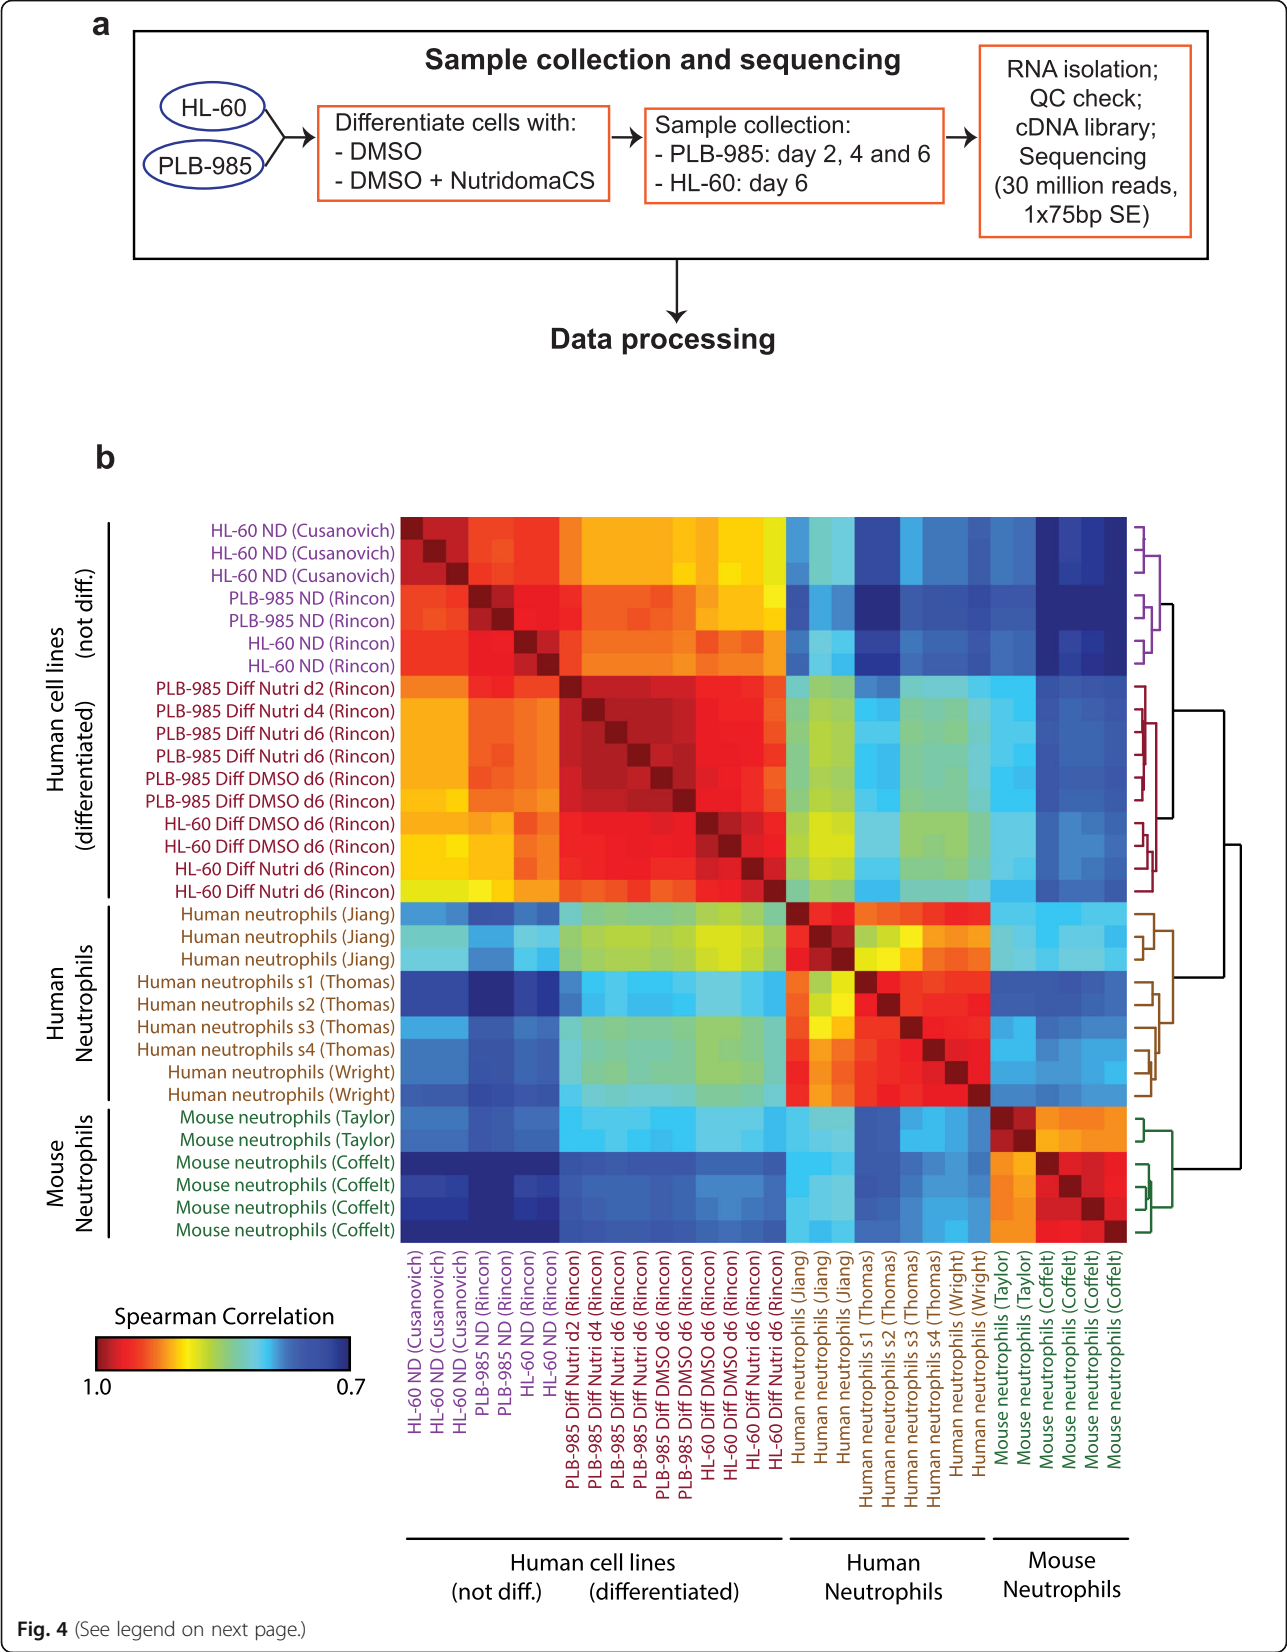 a
Sample collection and sequencing
HL-60
PLB-985
Differentiate cells with:
- DMSO
- DMSO + NutridomaCS
Sample collection:
- PLB-985: day 2, 4 and 6
- HL-60: day 6
RNA isolation;
QC check;
cDNA library;
Sequencing
(30 million reads,
1x75bp SE)
Data processing
b
Human cell lines
(not diff.)
(differentiated)
Human
Neutrophils
Mouse
Neutrophils
HL-60 ND (Cusanovich)
HL-60 ND (Cusanovich)
HL-60 ND (Cusanovich)
PLB-985 ND (Rincon)
PLB-985 ND (Rincon)
HL-60 ND (Rincon)
HL-60 ND (Rincon)
PLB-985 Diff Nutri d2 (Rincon)
PLB-985 Diff Nutri d4 (Rincon)
PLB-985 Diff Nutri d6 (Rincon)
PLB-985 Diff Nutri d6 (Rincon)
PLB-985 Diff DMSO d6 (Rincon)
PLB-985 Diff DMSO d6 (Rincon)
HL-60 Diff DMSO d6 (Rincon)
HL-60 Diff DMSO d6 (Rincon)
HL-60 Diff Nutri d6 (Rincon)
HL-60 Diff Nutri d6 (Rincon)
Human neutrophils (Jiang)
Human neutrophils (Jiang)
Human neutrophils (Jiang)
Human neutrophils s1 (Thomas)
Human neutrophils s2 (Thomas)
Human neutrophils s3 (Thomas)
Human neutrophils s4 (Thomas)
Human neutrophils (Wright)
Human neutrophils (Wright)
Mouse neutrophils (Taylor)
Mouse neutrophils (Taylor)
Mouse neutrophils (Coffelt)
Mouse neutrophils (Coffelt)
Mouse neutrophils (Coffelt)
Mouse neutrophils (Coffelt)
Spearman Correlation
1.0 0.7
HL-60 ND (Cusanovich)
HL-60 ND (Cusanovich)
HL-60 ND (Cusanovich)
PLB-985 ND (Rincon)
PLB-985 ND (Rincon)
HL-60 ND (Rincon)
HL-60 ND (Rincon)
PLB-985 Diff Nutri d2 (Rincon)
PLB-985 Diff Nutri d4 (Rincon)
PLB-985 Diff Nutri d6 (Rincon)
PLB-985 Diff Nutri d6 (Rincon)
PLB-985 Diff DMSO d6 (Rincon)
PLB-985 Diff DMSO d6 (Rincon)
HL-60 Diff DMSO d6 (Rincon)
HL-60 Diff DMSO d6 (Rincon)
HL-60 Diff Nutri d6 (Rincon)
HL-60 Diff Nutri d6 (Rincon)
Human neutrophils (Jiang)
Human neutrophils (Jiang)
Human neutrophils (Jiang)
Human neutrophils s1 (Thomas)
Human neutrophils s2 (Thomas)
Human neutrophils s3 (Thomas)
Human neutrophils s4 (Thomas)
Human neutrophils (Wright)
Human neutrophils (Wright)
Mouse neutrophils (Taylor)
Mouse neutrophils (Taylor)
Mouse neutrophils (Coffelt)
Mouse neutrophils (Coffelt)
Mouse neutrophils (Coffelt)
Mouse neutrophils (Coffelt)
Human cell lines
(not diff.) (differentiated)
Human
Neutrophils
Mouse
Neutrophils
Fig. 4 (See legend on next page.)